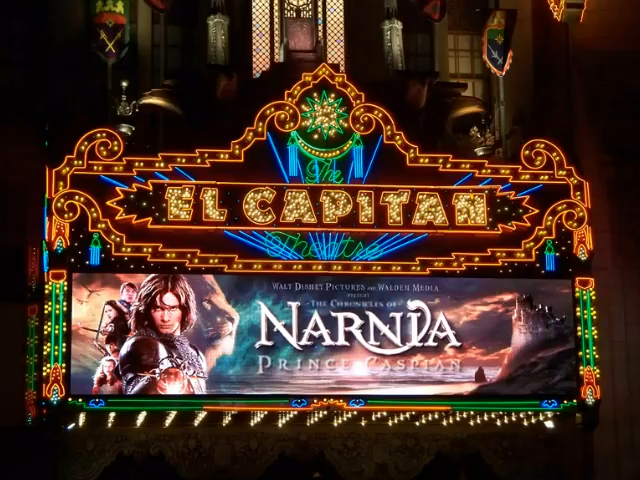 The
EL CAPITAN
Theatre
WALT DISNEY PICTURES AND WALDEN MEDIA
PRESENT
THE CHRONICLES OF
NARNIA
PRINCE CASPIAN